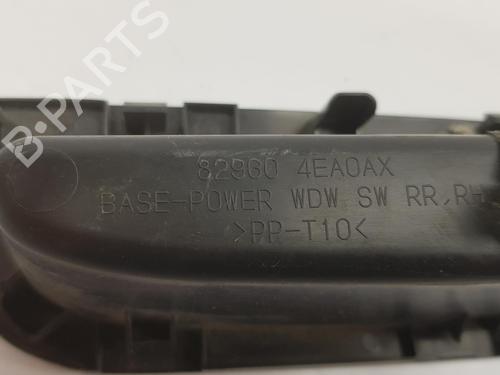 82960 4EA0AX
BASE-POWER WDW SW RR,RH
>PP-T10<
B-PARTS